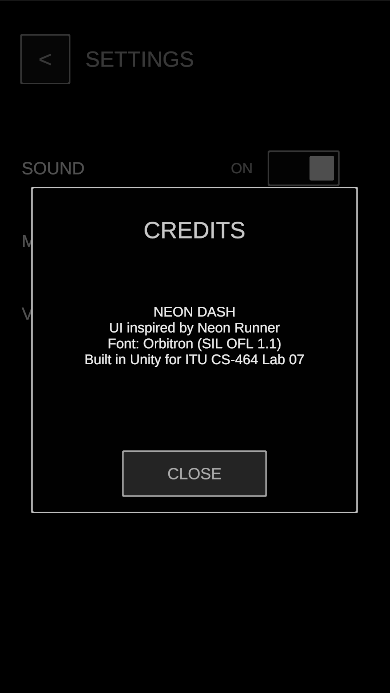 <
SETTINGS
SOUND
ON
CREDITS
NEON DASH
UI inspired by Neon Runner
Font: Orbitron (SIL OFL 1.1)
Built in Unity for ITU CS-464 Lab 07
CLOSE